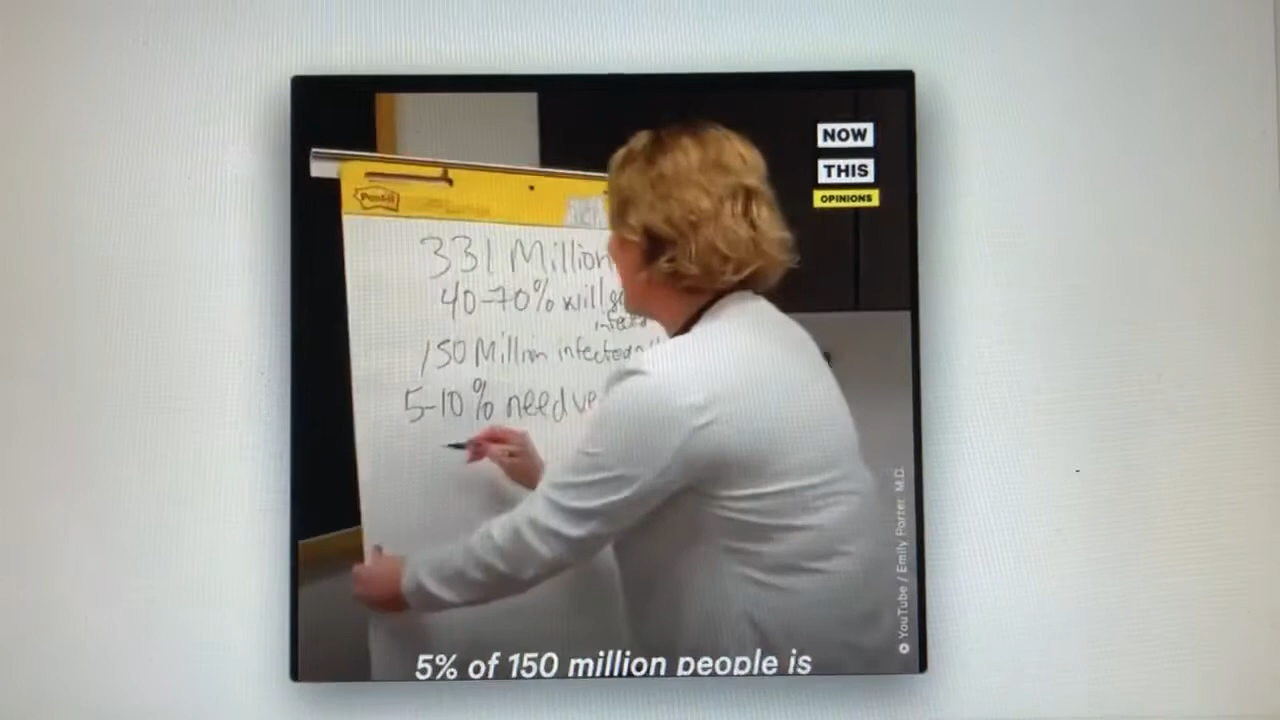 NOW
THIS
OPINIONS
Post-it
331 Million
40-70% will
infected
150 Million infected
5-10% need
5% of 150 million people is
YouTube / Emily Porter, M.D.